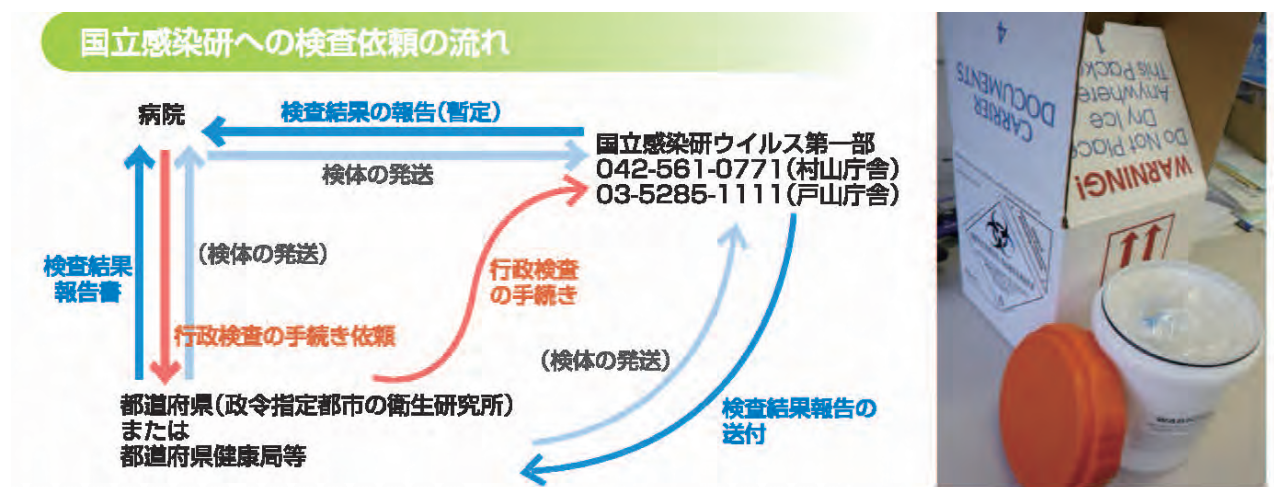 国立感染研への検査依頼の流れ
病院
検査結果の報告(暫定)
検体の発送
国立感染研ウイルス第一部
042-561-0771(村山庁舎)
03-5285-1111(戸山庁舎)
検査結果
報告書
(検体の発送)
行政検査の手続き依頼
行政検査
の手続き
(検体の発送)
検査結果報告の
送付
都道府県(政令指定都市の衛生研究所)
または
都道府県健康局等
4
CARRIER
DOCUMENTS
WARNING!
Do Not Place
Dry Ice
Anywhere
This Pack
1